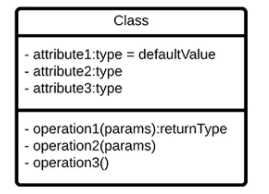 Class
- attribute1:type = defaultValue
- attribute2:type
- attribute3:type
- operation1(params):returnType
- operation2(params)
- operation3()